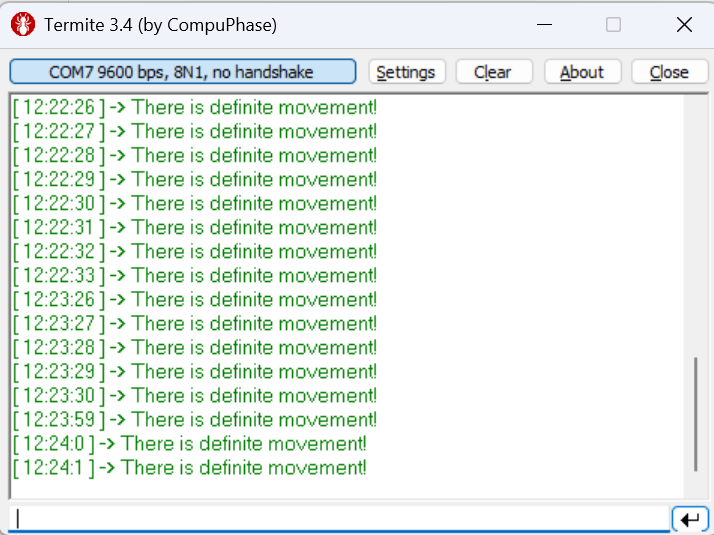 Termite 3.4 (by CompuPhase)
COM7 9600 bps, 8N1, no handshake Settings Clear About Close
[ 12:22:26 ] -> There is definite movement!
[ 12:22:27 ] -> There is definite movement!
[ 12:22:28 ] -> There is definite movement!
[ 12:22:29 ] -> There is definite movement!
[ 12:22:30 ] -> There is definite movement!
[ 12:22:31 ] -> There is definite movement!
[ 12:22:32 ] -> There is definite movement!
[ 12:22:33 ] -> There is definite movement!
[ 12:23:26 ] -> There is definite movement!
[ 12:23:27 ] -> There is definite movement!
[ 12:23:28 ] -> There is definite movement!
[ 12:23:29 ] -> There is definite movement!
[ 12:23:30 ] -> There is definite movement!
[ 12:23:59 ] -> There is definite movement!
[ 12:24:0 ] -> There is definite movement!
[ 12:24:1 ] -> There is definite movement!